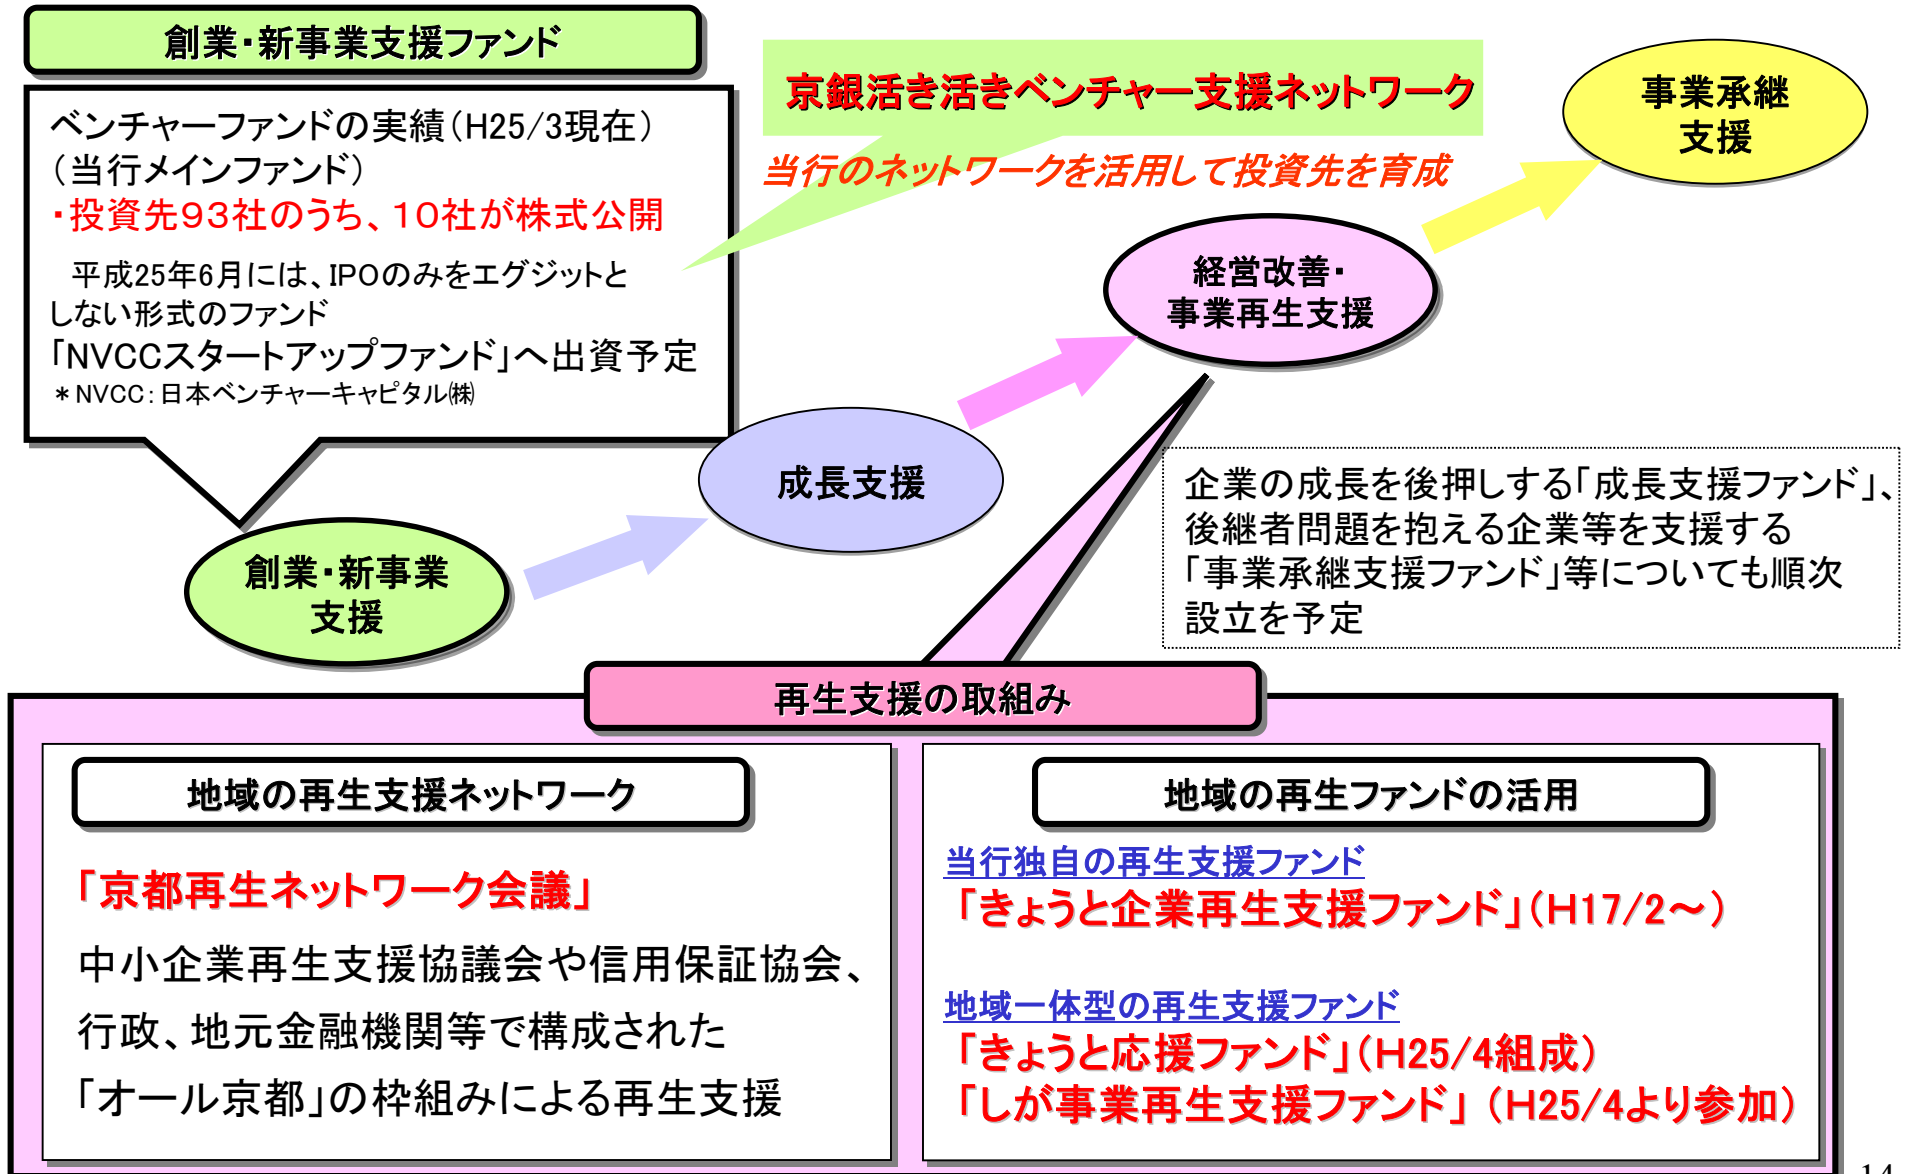 創業・新事業支援ファンド
ベンチャーファンドの実績（H25/3現在）
（当行メインファンド）
・投資先９３社のうち、１０社が株式公開
平成25年6月には、IPOのみをエグジットと
しない形式のファンド
「NVCCスタートアップファンド」へ出資予定
＊NVCC：日本ベンチャーキャピタル㈱
京銀活き活きベンチャー支援ネットワーク
当行のネットワークを活用して投資先を育成
事業承継
支援
経営改善・
事業再生支援
成長支援
創業・新事業
支援
企業の成長を後押しする「成長支援ファンド」、
後継者問題を抱える企業等を支援する
「事業承継支援ファンド」等についても順次
設立を予定
再生支援の取組み
地域の再生支援ネットワーク
「京都再生ネットワーク会議」
中小企業再生支援協議会や信用保証協会、
行政、地元金融機関等で構成された
「オール京都」の枠組みによる再生支援
地域の再生ファンドの活用
当行独自の再生支援ファンド
「きょうと企業再生支援ファンド」（H17/2～）
地域一体型の再生支援ファンド
「きょうと応援ファンド」（H25/4組成）
「しが事業再生支援ファンド」（H25/4より参加）
14